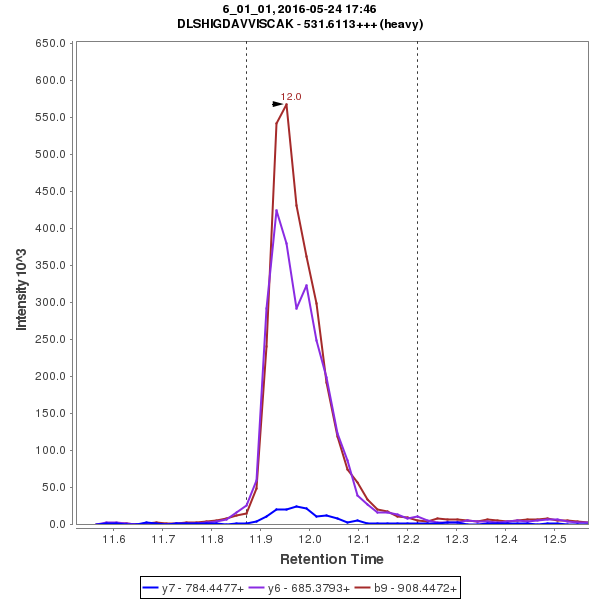 6_01_01, 2016-05-24 17:46
DLSHIGDAVVISCAK - 531.6113+++ (heavy)
650.0
600.0
550.0
500.0
450.0
400.0
350.0
300.0
250.0
200.0
150.0
100.0
50.0
0.0
Intensity 10^3
12.0
11.6 11.7 11.8 11.9 12.0 12.1 12.2 12.3 12.4 12.5
Retention Time
y7 - 784.4477+ y6 - 685.3793+ b9 - 908.4472+